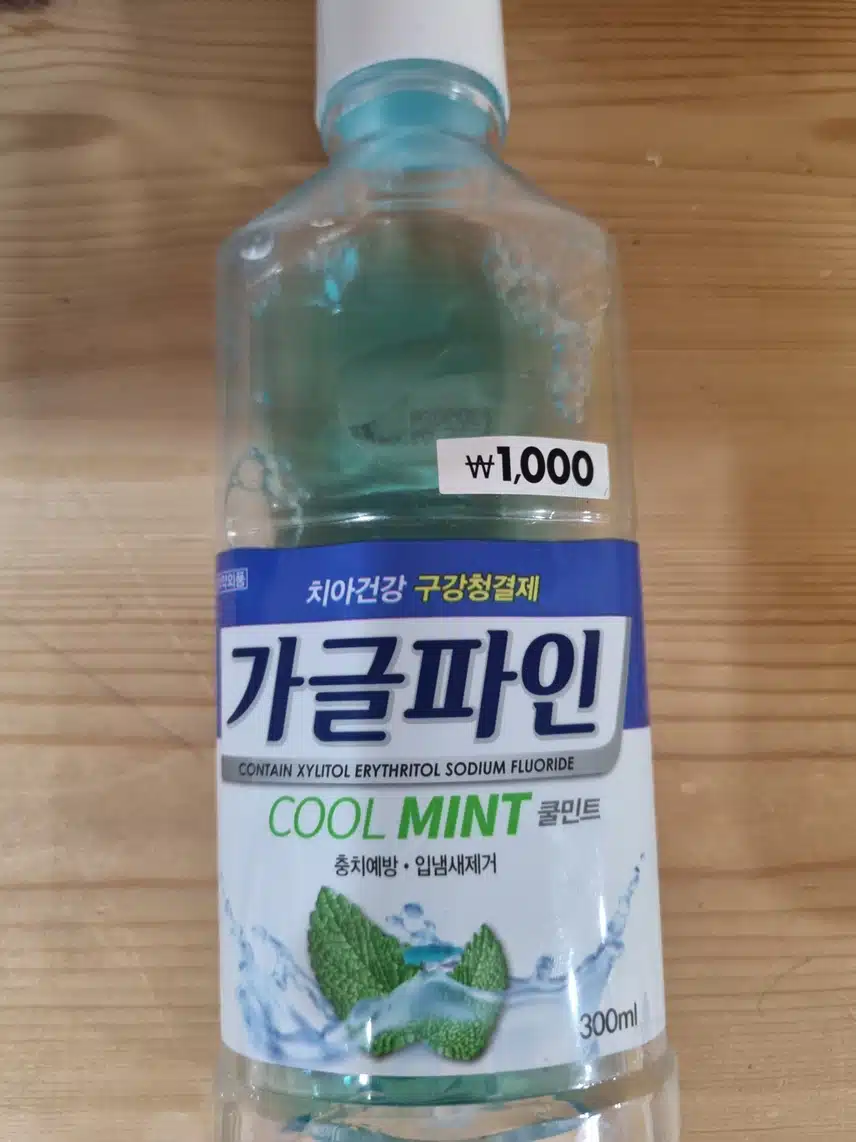 ₩1,000
치아건강 구강청결제
가글파인
CONTAIN XYLITOL ERYTHRITOL SODIUM FLUORIDE
COOL MINT 쿨민트
충치예방 • 입냄새제거
300ml